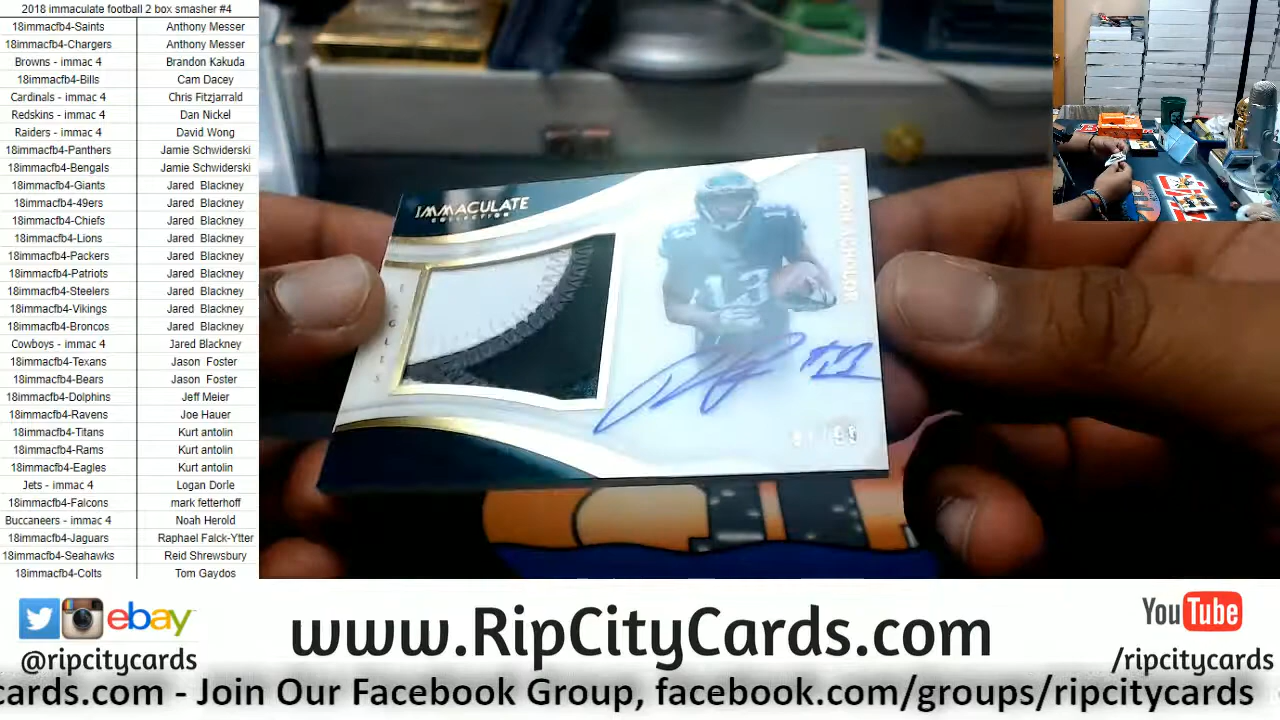 2018 immaculate football 2 box smasher #4
18immacfb4-Saints Anthony Messer
18immacfb4-Chargers Anthony Messer
Browns - immac 4 Brandon Kakuda
18immacfb4-Bills Cam Dacey
Cardinals - immac 4 Chris Fitzjarrald
Redskins - immac 4 Dan Nickel
Raiders - immac 4 David Wong
18immacfb4-Panthers Jamie Schwiderski
18immacfb4-Bengals Jamie Schwiderski
18immacfb4-Giants Jared Blackney
18immacfb4-49ers Jared Blackney
18immacfb4-Chiefs Jared Blackney
18immacfb4-Lions Jared Blackney
18immacfb4-Packers Jared Blackney
18immacfb4-Patriots Jared Blackney
18immacfb4-Steelers Jared Blackney
18immacfb4-Vikings Jared Blackney
18immacfb4-Broncos Jared Blackney
Cowboys - immac 4 Jared Blackney
18immacfb4-Texans Jason Foster
18immacfb4-Bears Jason Foster
18immacfb4-Dolphins Jeff Meier
18immacfb4-Ravens Joe Hauer
18immacfb4-Titans Kurt antolin
18immacfb4-Rams Kurt antolin
18immacfb4-Eagles Kurt antolin
Jets - immac 4 Logan Dorle
18immacfb4-Falcons mark fetterhoff
Buccaneers - immac 4 Noah Herold
18immacfb4-Jaguars Raphael Falck-Ytter
18immacfb4-Seahawks Reid Shrewsbury
18immacfb4-Colts Tom Gaydos
IMMACULATE
COLLECTION
13
#13
ebay
@ripcitycards
www.RipCityCards.com
YouTube
/ripcitycards
cards.com - Join Our Facebook Group, facebook.com/groups/ripcitycards